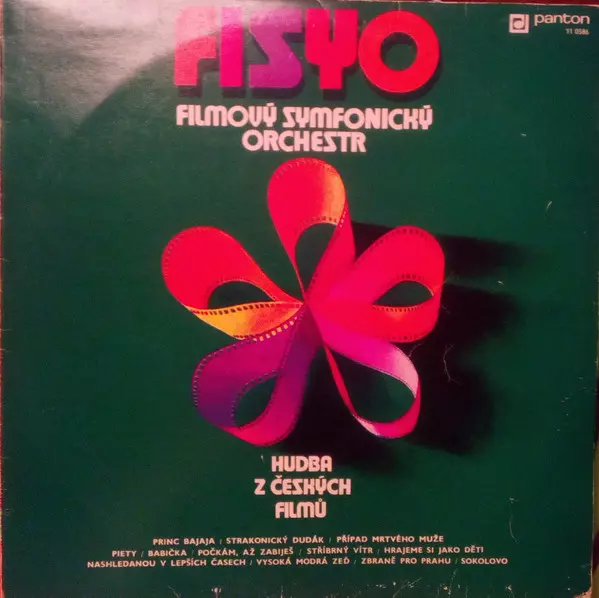 panton
11 0586
FISYO
FILMOVÝ SYMFONICKÝ
ORCHESTR
HUDBA
Z ČESKÝCH
FILMŮ
PRINC BAJAJA / STRAKONICKÝ DUDÁK / PŘÍPAD MRTVÉHO MUŽE
PIETY / BABIČKA / POČKÁM, AŽ ZABIJEŠ / STŘÍBRNÝ VÍTR / HRAJEME SI JAKO DĚTI
NASHLEDANOU V LEPŠÍCH ČASECH / VYSOKÁ MODRÁ ZEĎ / ZBRANĚ PRO PRAHU / SOKOLOVO